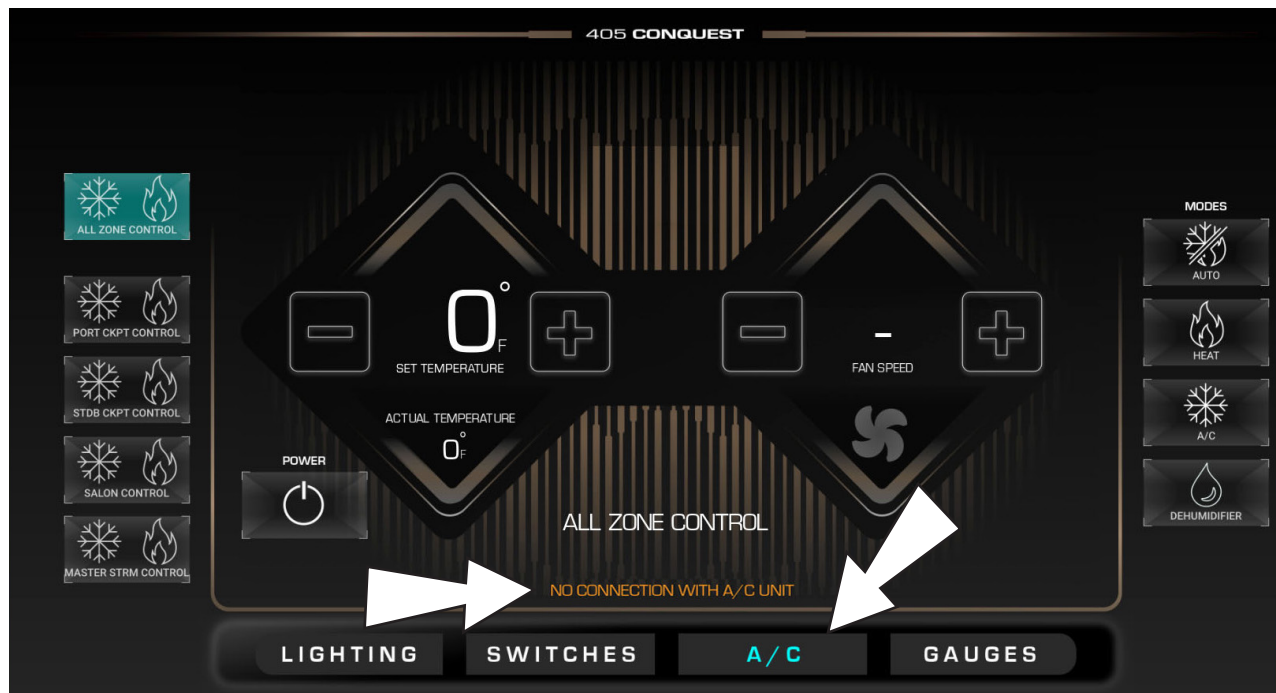 405 CONQUEST
ALL ZONE CONTROL
PORT CKPT CONTROL
STDB CKPT CONTROL
SALON CONTROL
MASTER STRM CONTROL
0°F
SET TEMPERATURE
ACTUAL TEMPERATURE
0°F
POWER
-
FAN SPEED
ALL ZONE CONTROL
NO CONNECTION WITH A/C UNIT
MODES
AUTO
HEAT
A/C
DEHUMIDIFIER
LIGHTING
SWITCHES
A/C
GAUGES